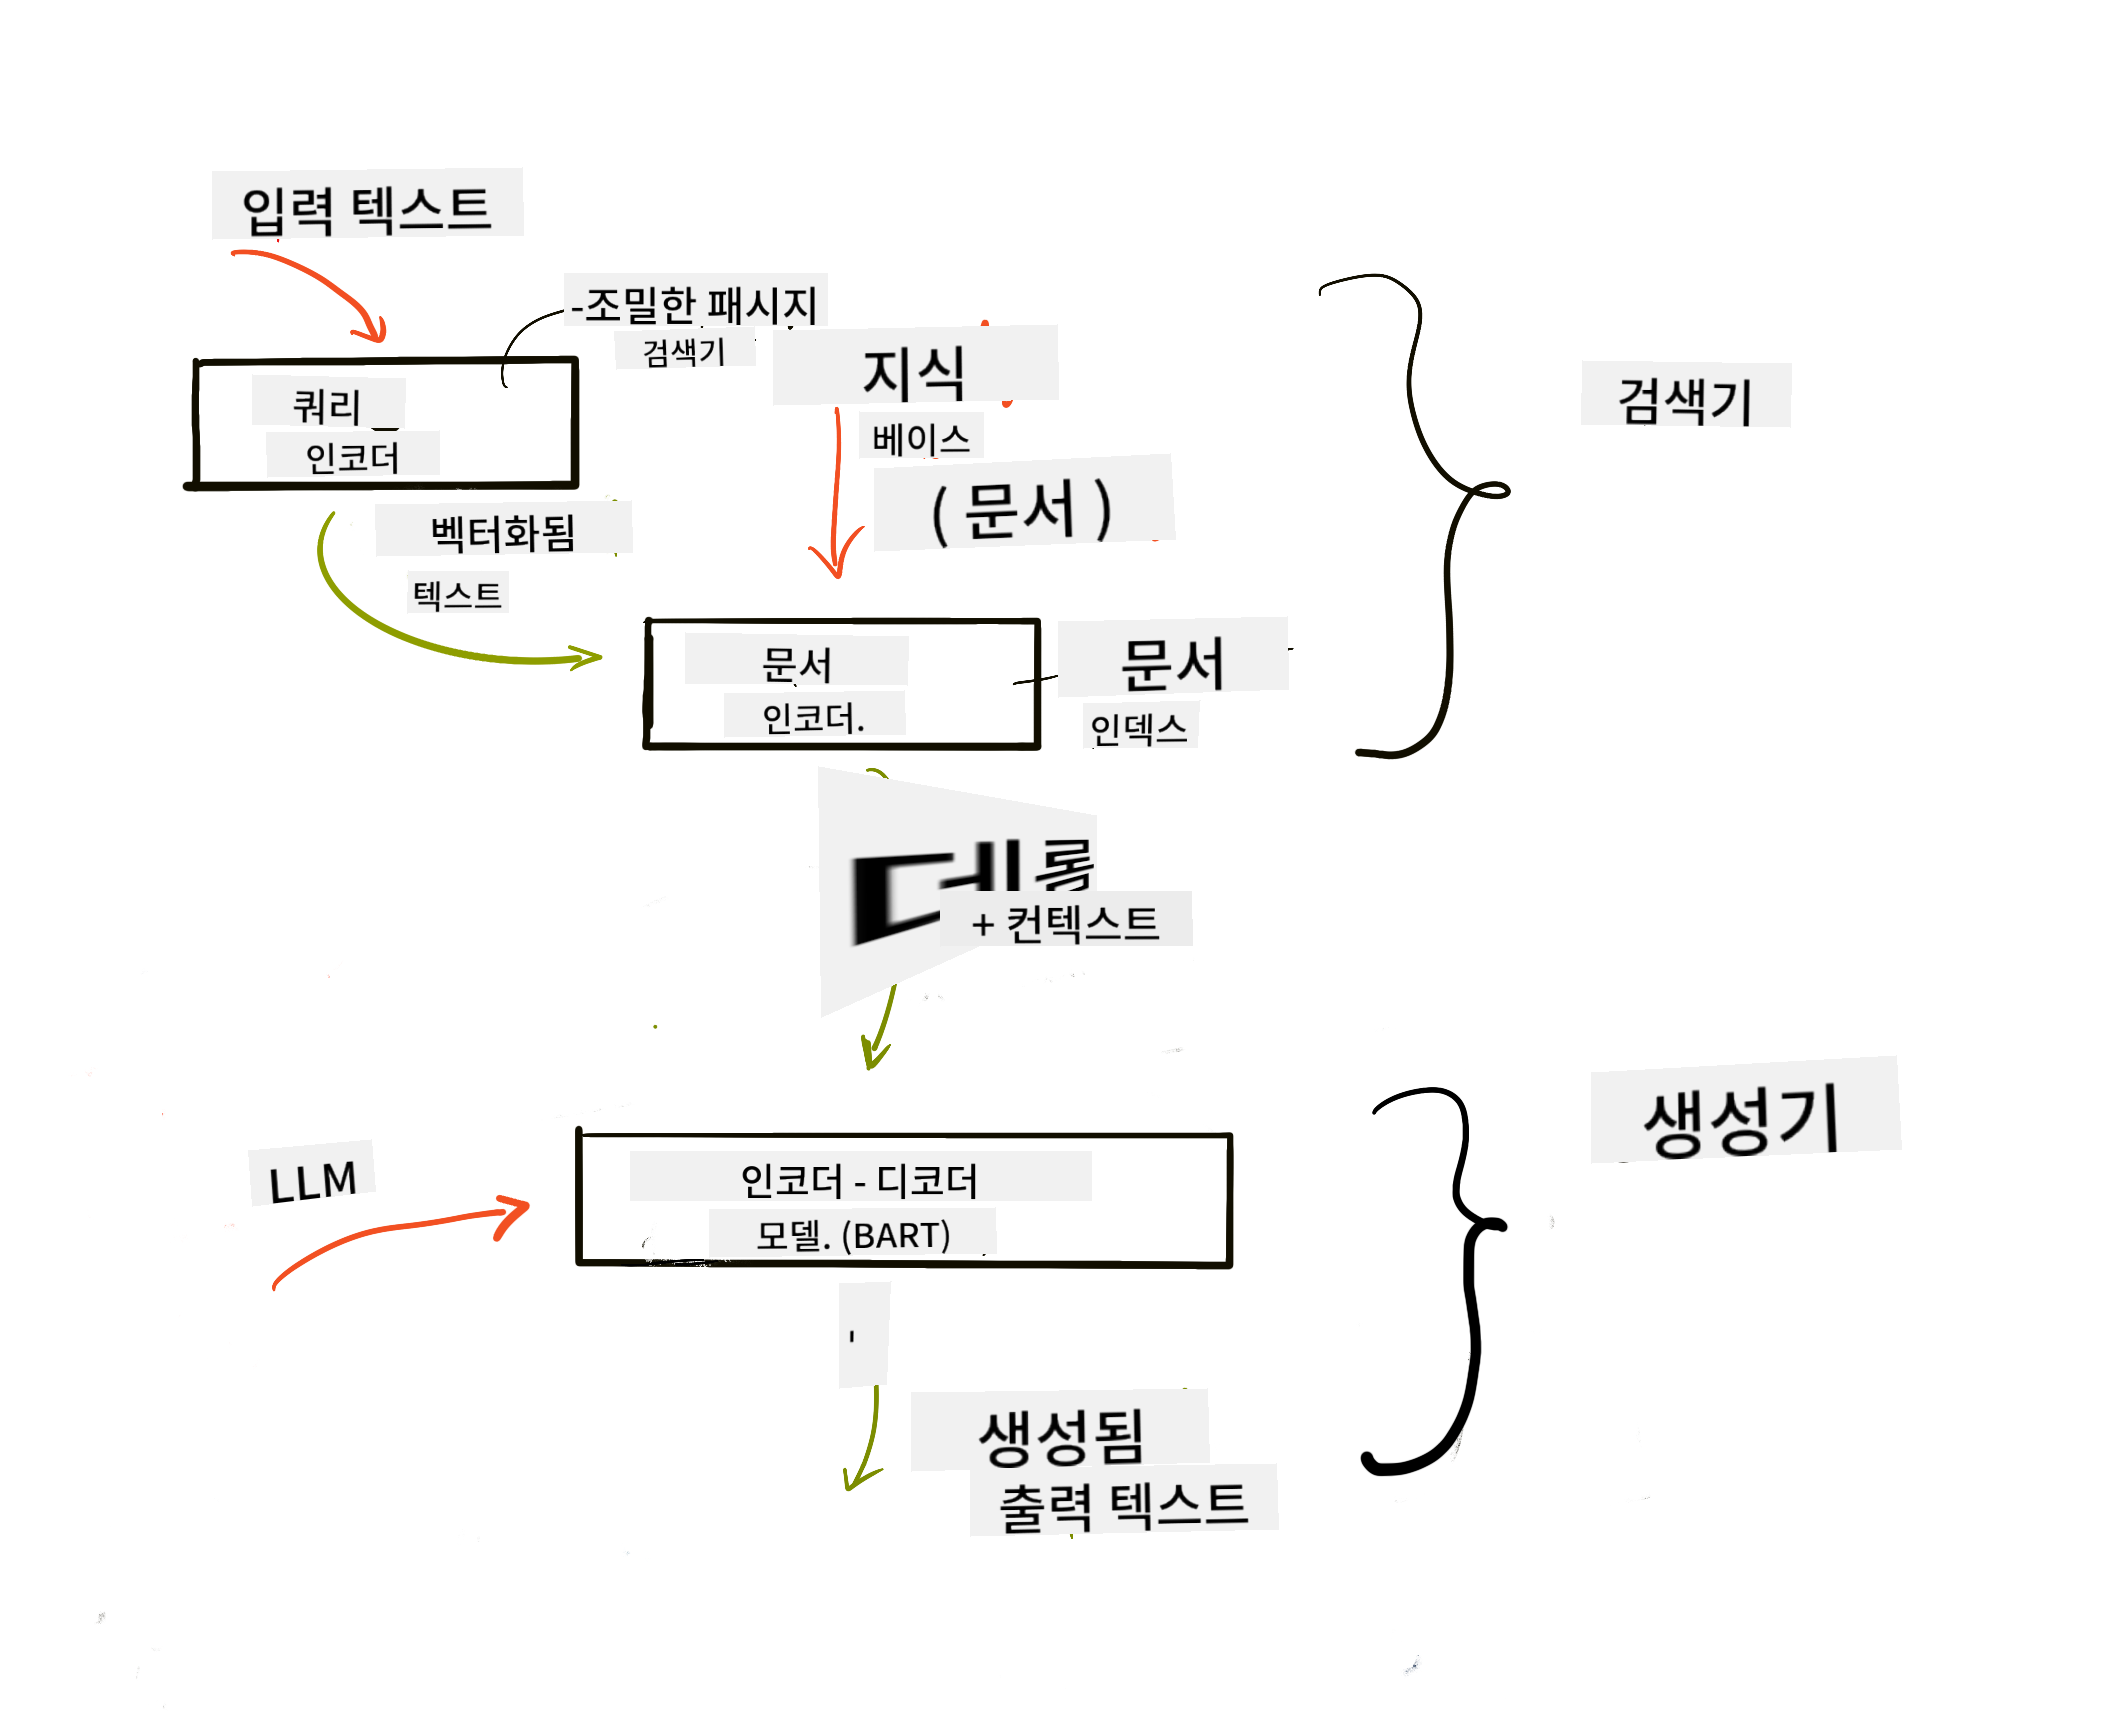 입력 텍스트
-조밀한 패시지
검색기
쿼리
인코더
지식
베이스
( 문서 )
검색기
벡터화됨
텍스트
문서
인코더.
문서
인덱스
+ 컨텍스트
생성기
LLM
인코더 - 디코더
모델. (BART)
생성됨
출력 텍스트